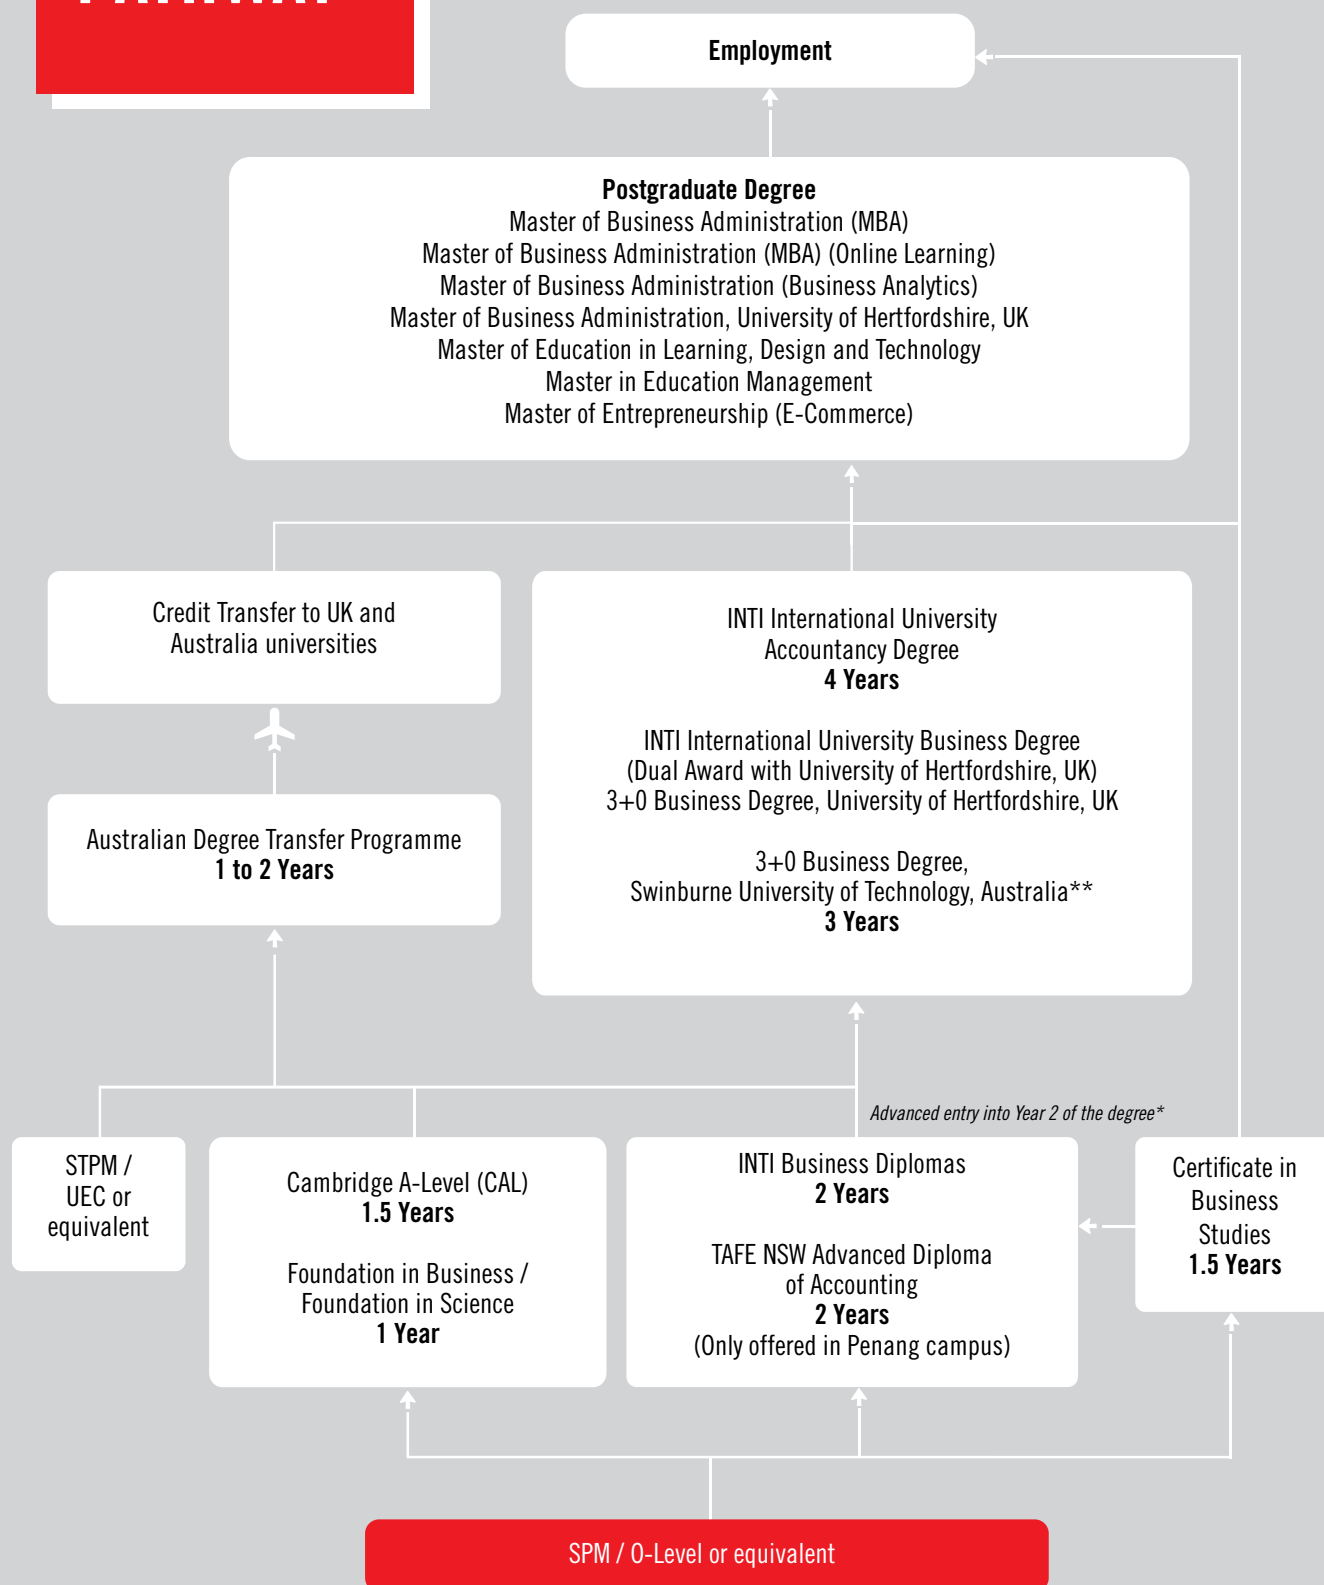 Employment
Postgraduate Degree
Master of Business Administration (MBA)
Master of Business Administration (MBA) (Online Learning)
Master of Business Administration (Business Analytics)
Master of Business Administration, University of Hertfordshire, UK
Master of Education in Learning, Design and Technology
Master in Education Management
Master of Entrepreneurship (E-Commerce)
Credit Transfer to UK and
Australia universities
INTI International University
Accountancy Degree
4 Years
INTI International University Business Degree
(Dual Award with University of Hertfordshire, UK)
3+0 Business Degree, University of Hertfordshire, UK
3+0 Business Degree,
Swinburne University of Technology, Australia**
3 Years
Australian Degree Transfer Programme
1 to 2 Years
Advanced entry into Year 2 of the degree*
STPM /
UEC or
equivalent
Cambridge A-Level (CAL)
1.5 Years
Foundation in Business /
Foundation in Science
1 Year
INTI Business Diplomas
2 Years
TAFE NSW Advanced Diploma
of Accounting
2 Years
(Only offered in Penang campus)
Certificate in
Business
Studies
1.5 Years
SPM / O-Level or equivalent